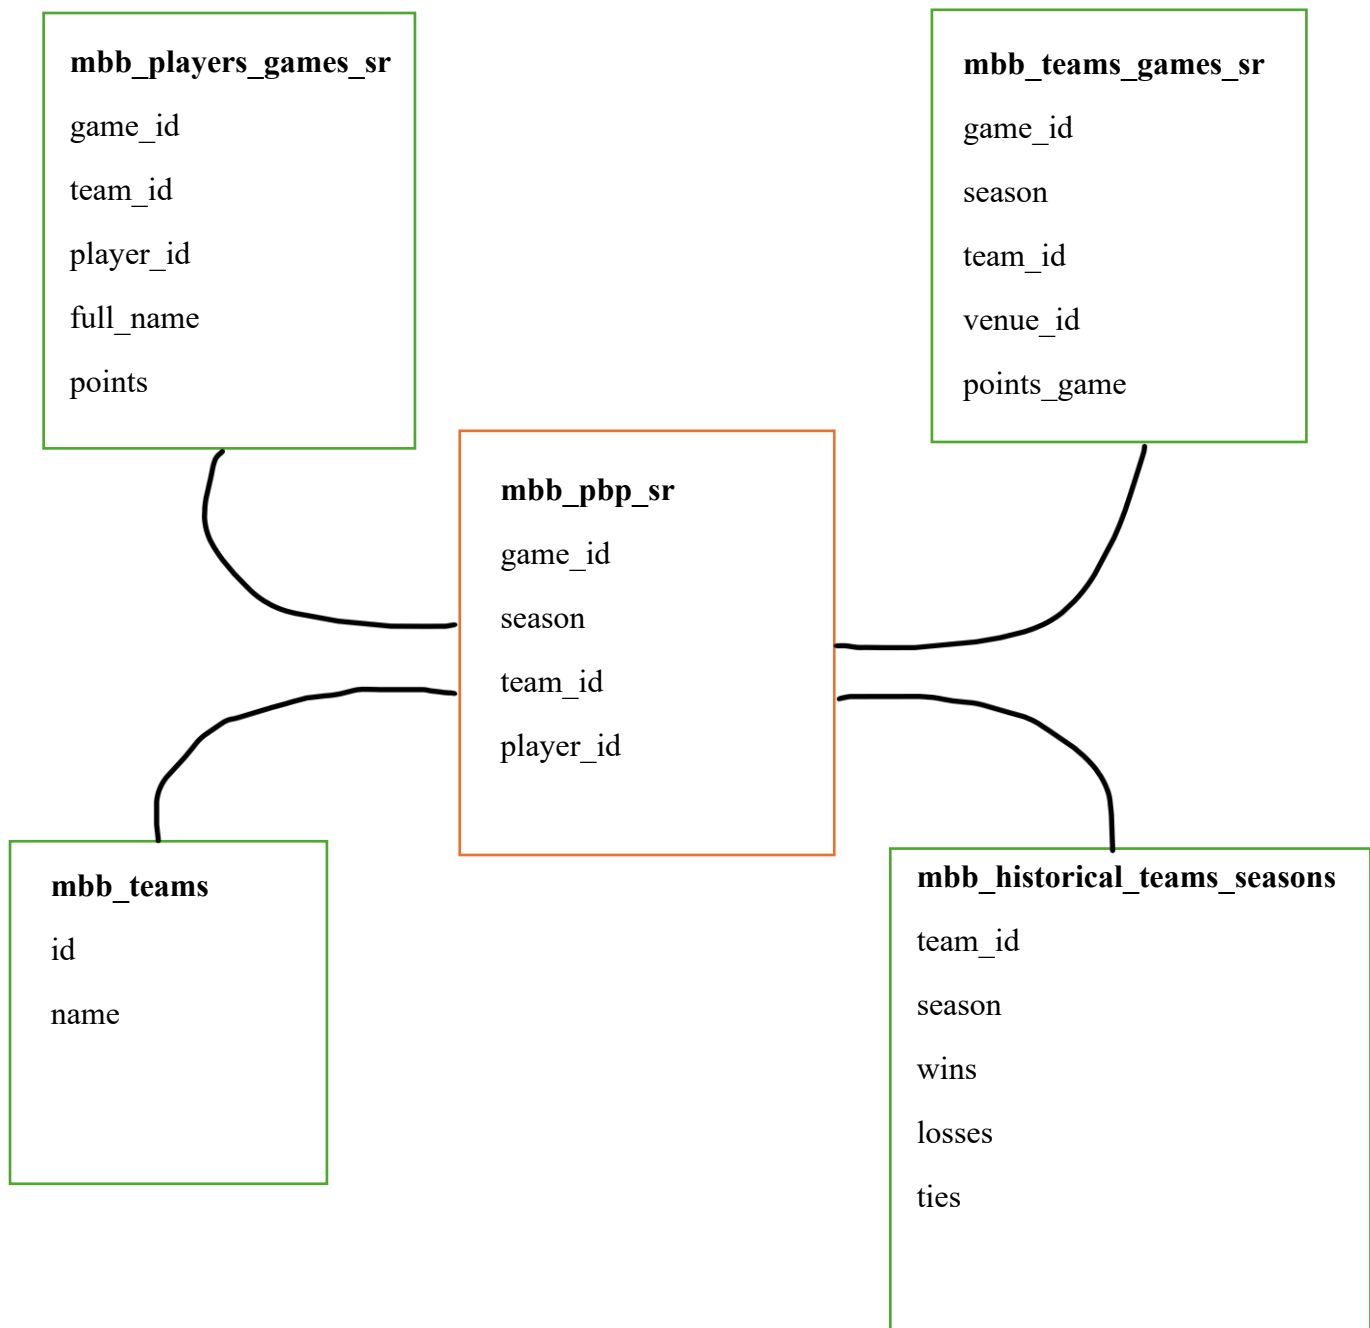 mbb_players_games_sr
game_id
team_id
player_id
full_name
points
mbb_teams_games_sr
game_id
season
team_id
venue_id
points_game
mbb_pbp_sr
game_id
season
team_id
player_id
mbb_teams
id
name
mbb_historical_teams_seasons
team_id
season
wins
losses
ties